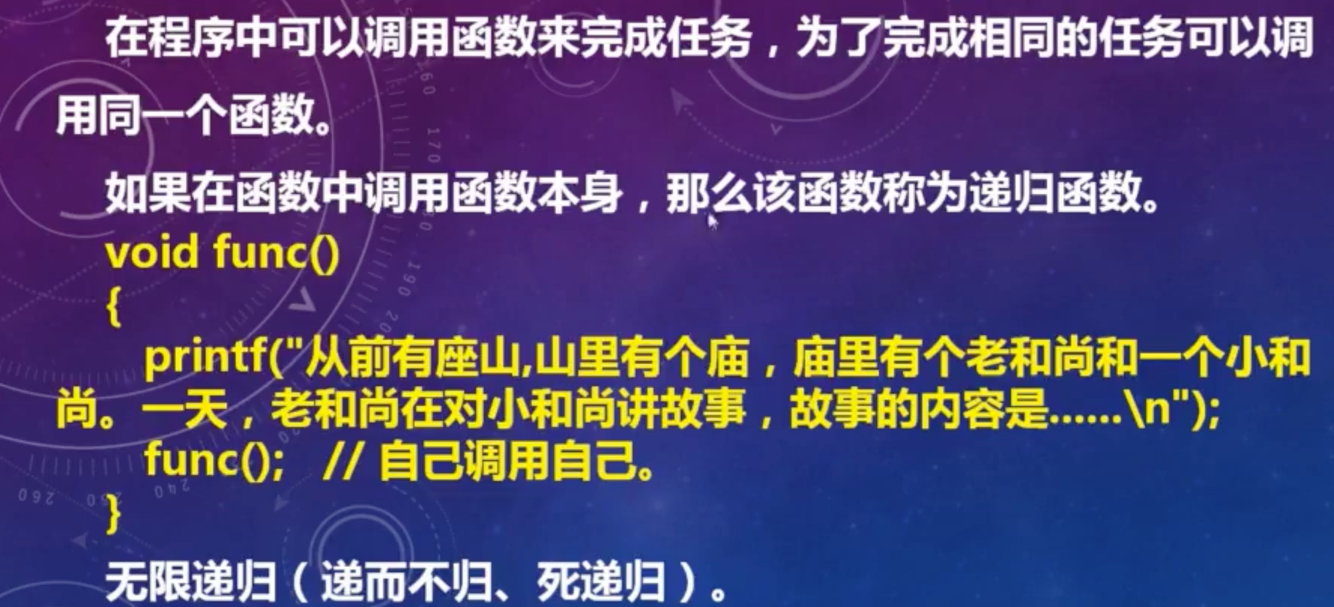 在程序中可以调用函数来完成任务，为了完成相同的任务可以调
用同一个函数。
如果在函数中调用函数本身，那么该函数称为递归函数。
void func()
{
printf("从前有座山,山里有个庙，庙里有个老和尚和一个小和
尚。一天，老和尚在对小和尚讲故事，故事的内容是......\n");
func();   // 自己调用自己。
}
无限递归（递而不归、死递归）。